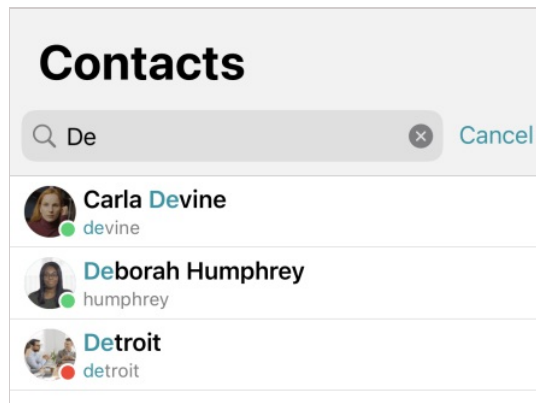 Contacts
De
Cancel
Carla Devine
devine
Deborah Humphrey
humphrey
Detroit
detroit